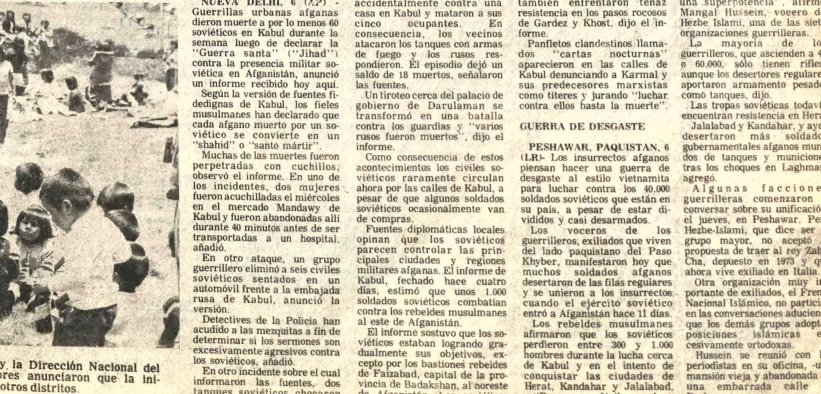 NUEVA DELHI, 6
Guerrillas urbanas afganas
dieron muerte a por lo menos 60
soviéticos en Kabul durante la
semana luego de declarar la
"Guerra santa" ("Jihad")
contra la presencia militar so-
viética en Afganistán, anunció
un informe recibido hoy aquí.
Según la versión de fuentes fi-
dedignas de Kabul, los fieles
musulmanes han declarado que
cada afgano muerto por un so-
viético se convierte en un
"shahid" o "santo mártir".
Muchas de las muertes fueron
perpetradas con cuchillos,
observó el informe. En uno de
los incidentes, dos mujeres
fueron acuchilladas el miércoles
en el mercado Mandawy de
Kabul y fueron abandonadas allí
durante 40 minutos antes de ser
transportadas a un hospital,
añadió.
En otro ataque, un grupo
guerrillero eliminó a seis civiles
soviéticos sentados en un
automóvil frente a la embajada
rusa de Kabul, anunció la
versión.
Detectives de la Policía han
acudido a las mezquitas a fin de
determinar si los sermones son
excesivamente agresivos contra
los soviéticos, añadió.
En otro incidente sobre el cual
informaron las fuentes, dos
tanques soviéticos chocaron
accidentalmente contra una
casa en Kabul y mataron a sus
cinco ocupantes. En
consecuencia, los vecinos
atacaron los tanques con armas
de fuego y los rusos res-
pondieron. El episodio dejó un
saldo de 18 muertos, señalaron
las fuentes.
Un tiroteo cerca del palacio de
gobierno de Darulaman se
transformó en una batalla
contra los guardias y "varios
rusos fueron muertos", dijo el
informe.
Como consecuencia de estos
acontecimientos los civiles so-
viéticos raramente circulan
ahora por las calles de Kabul, a
pesar de que algunos soldados
soviéticos ocasionalmente van
de compras.
Fuentes diplomáticas locales
opinan que los soviéticos
parecen controlar las prin-
cipales ciudades y regiones
militares afganas. El informe de
Kabul, fechado hace cuatro
días, estimó que unos 1.000
soldados soviéticos combatían
contra los rebeldes musulmanes
al este de Afganistán.
El informe sostuvo que los so-
viéticos estaban logrando gra-
dualmente sus objetivos, ex-
cepto por los bastiones rebeldes
de Faizabad, capital de la pro-
vincia de Badakshan, al noreste
también enfrentaron tenaz
resistencia en los pasos rocosos
de Gardez y Khost, dijo el in-
forme.
Panfletos clandestinos llama-
dos "cartas nocturnas"
aparecieron en las calles de
Kabul denunciando a Karmal y
sus predecesores marxistas
como títeres y jurando "luchar
contra ellos hasta la muerte".
GUERRA DE DESGASTE
PESHAWAR, PAQUISTAN, 6
(LR)- Los insurrectos afganos
piensan hacer una guerra de
desgaste al estilo vietnamita
para luchar contra los 40.000
soldados soviéticos que están en
su país, a pesar de estar di-
vididos y casi desarmados.
Los voceros de los
guerrilleros, exiliados que viven
del lado paquistano del Paso
Khyber, manifestaron hoy que
muchos soldados afganos
desertaron de las filas regulares
y se unieron a los insurrectos
cuando el ejército soviético
entró a Afganistán hace 11 días.
Los rebeldes musulmanes
afirmaron que los soviéticos
perdieron entre 300 y 1.000
hombres durante la lucha cerca
de Kabul y en el intento de
conquistar las ciudades de
Herat, Kandahar y Jalalabad,
una superpotencia", afirm
Mangal Hussein, vocero d
Hezbe Islami, una de las siet
organizaciones guerrilleras.
La mayoría de lo
guerrilleros, que ascienden a 4
o 60.000, sólo tienen rifles
aunque los desertores regulare
aportaron armamento pesado
como tanques, dijo.
Las tropas soviéticas todaví
encuentran resistencia en Hera
Jalalabad y Kandahar, y aye
desertaron más soldado
gubernamentales afganos mun
dos de tanques y municione
tras los choques en Laghma
agregó.
Algunas faccione
guerrilleras comenzaron
conversar sobre su unificació
el jueves, en Peshawar. Per
Hezbe-Islami, que dice ser
grupo mayor, no aceptó
propuesta de traer al rey Zah
Cha, depuesto en 1973 y qu
ahora vive exiliado en Italia.
Otra organización muy im
portante de exiliados, el Fren
Nacional Islámico, no particip
en las conversaciones aducien
que los demás grupos adopta
posiciones islámicas e
cesivamente ortodoxas.
Hussein se reunió con l
periodistas en su oficina, -u
mansión vieja y abandonada
una embarrada calle
y la Dirección Nacional del
ores anunciaron que la ini-
otros distritos.